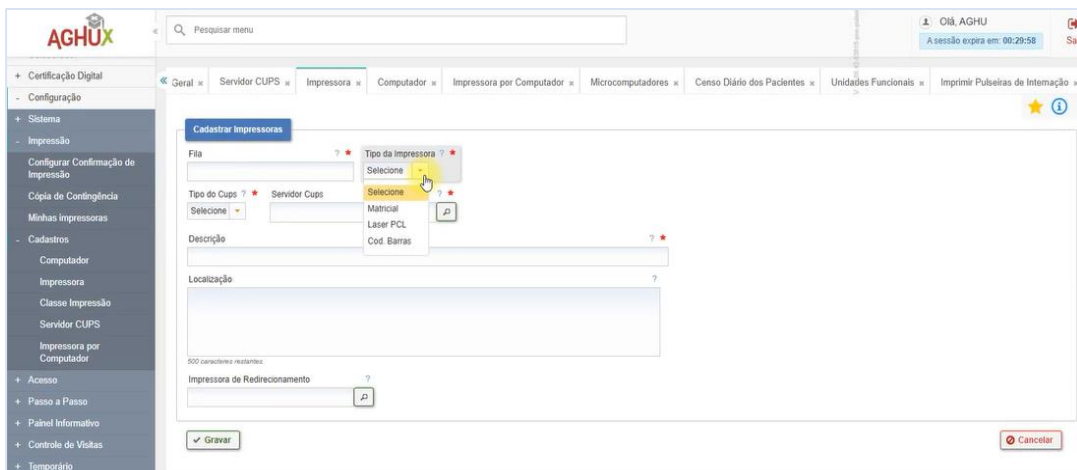 AGHUX
«
Pesquisar menu
Olá, AGHU
A sessão expira em: 00:29:58
Sa
+ Certificação Digital
- Configuração
+ Sistema
- Impressão
Configurar Confirmação de
Impressão
Cópia de Contingência
Minhas impressoras
- Cadastros
Computador
Impressora
Classe Impressão
Servidor CUPS
Impressora por
Computador
+ Acesso
+ Passo a Passo
+ Painel Informativo
+ Controle de Visitas
+ Temporário
« Geral × Servidor CUPS × Impressora × Computador × Impressora por Computador × Microcomputadores × Censo Diário dos Pacientes × Unidades Funcionais × Imprimir Pulseiras de Internação ×
Cadastrar Impressoras
Fila ? * Tipo da Impressora ? *
Selecione
Selecione
Matricial
Laser PCL
Cod. Barras
Tipo do Cups ? * Servidor Cups ? *
Selecione
Descrição ? *
Localização ?
500 caracteres restantes.
Impressora de Redirecionamento ?
Gravar
Cancelar